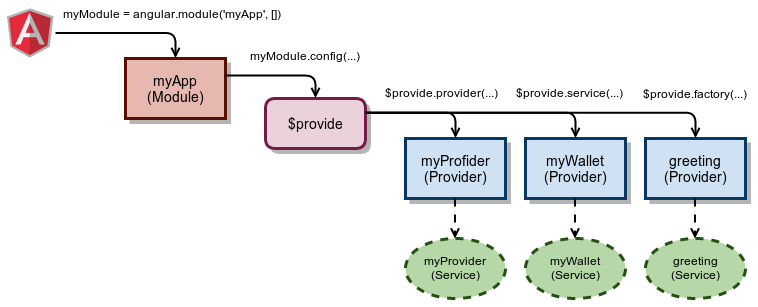 myModule = angular.module('myApp', [])
myModule.config(...)
myApp
(Module)
$provide.provider(...)
$provide.service(...)
$provide.factory(...)
$provide
myProfider
(Provider)
myWallet
(Provider)
greeting
(Provider)
myProvider
(Service)
myWallet
(Service)
greeting
(Service)